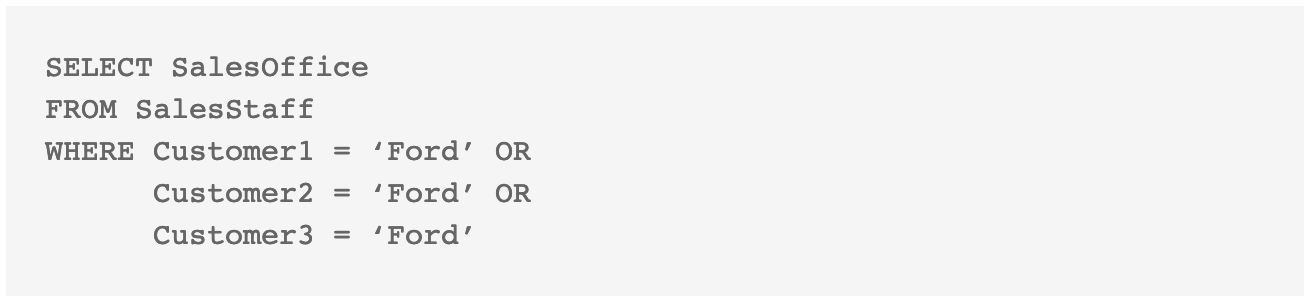 SELECT SalesOffice
FROM SalesStaff
WHERE Customer1 = ‘Ford’ OR
      Customer2 = ‘Ford’ OR
      Customer3 = ‘Ford’